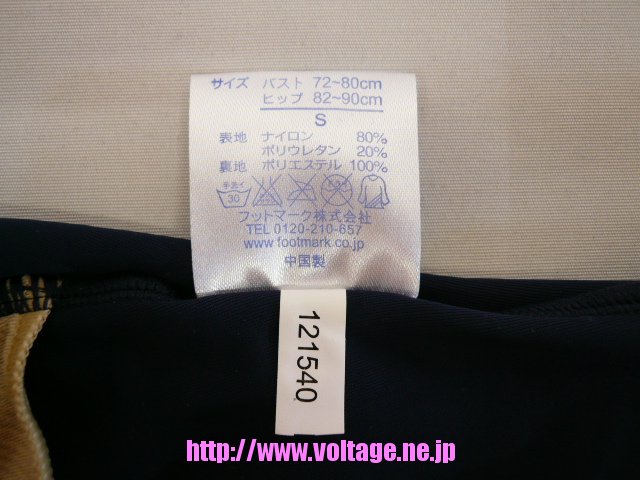 サイズ バスト 72~80cm
ヒップ 82~90cm
S
表地 ナイロン 80%
ポリウレタン 20%
裏地 ポリエステル 100%
手洗イ
30
フットマーク株式会社
TEL 0120-210-657
www.footmark.co.jp
中国製
121540
http://www.voltage.ne.jp